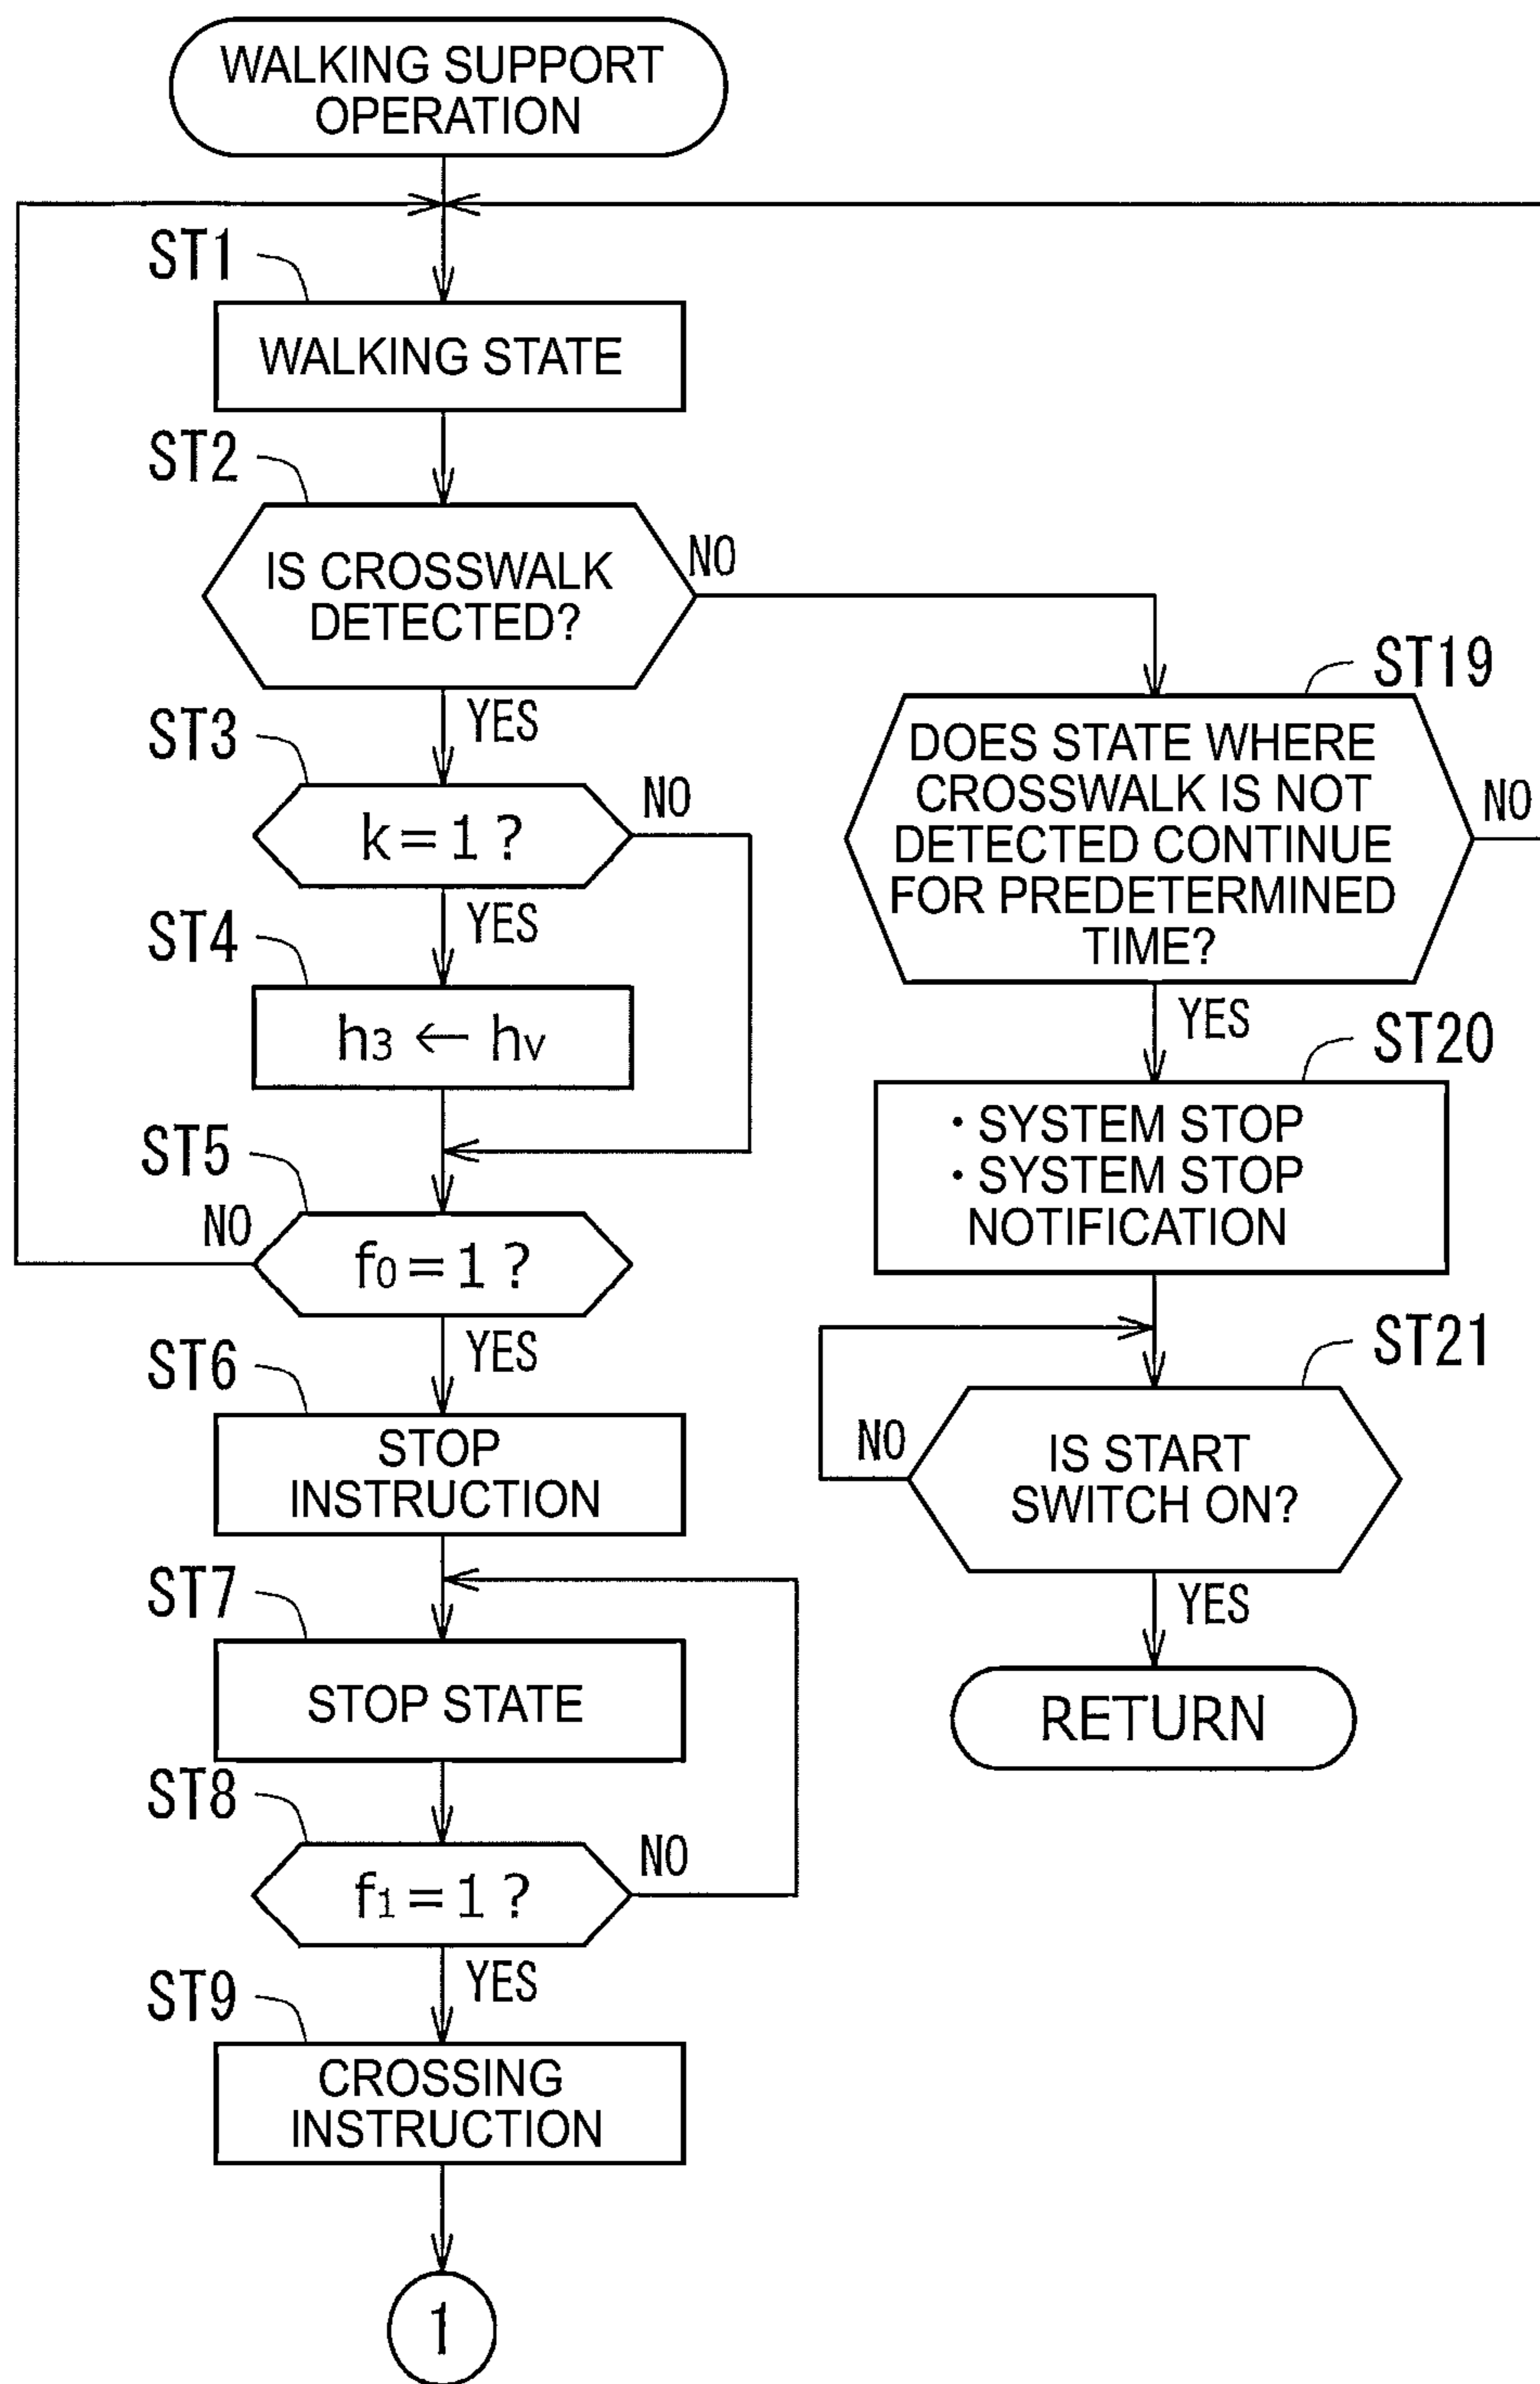 WALKING SUPPORT
OPERATION
ST1
WALKING STATE
ST2
IS CROSSWALK
DETECTED?
NO
YES
ST3
k=1?
NO
YES
ST4
h3 ← hv
ST5
f0=1?
NO
YES
ST6
STOP
INSTRUCTION
ST7
STOP STATE
ST8
f1=1?
NO
YES
ST9
CROSSING
INSTRUCTION
1
ST19
DOES STATE WHERE
CROSSWALK IS NOT
DETECTED CONTINUE
FOR PREDETERMINED
TIME?
NO
YES
ST20
・SYSTEM STOP
・SYSTEM STOP
NOTIFICATION
ST21
IS START
SWITCH ON?
NO
YES
RETURN